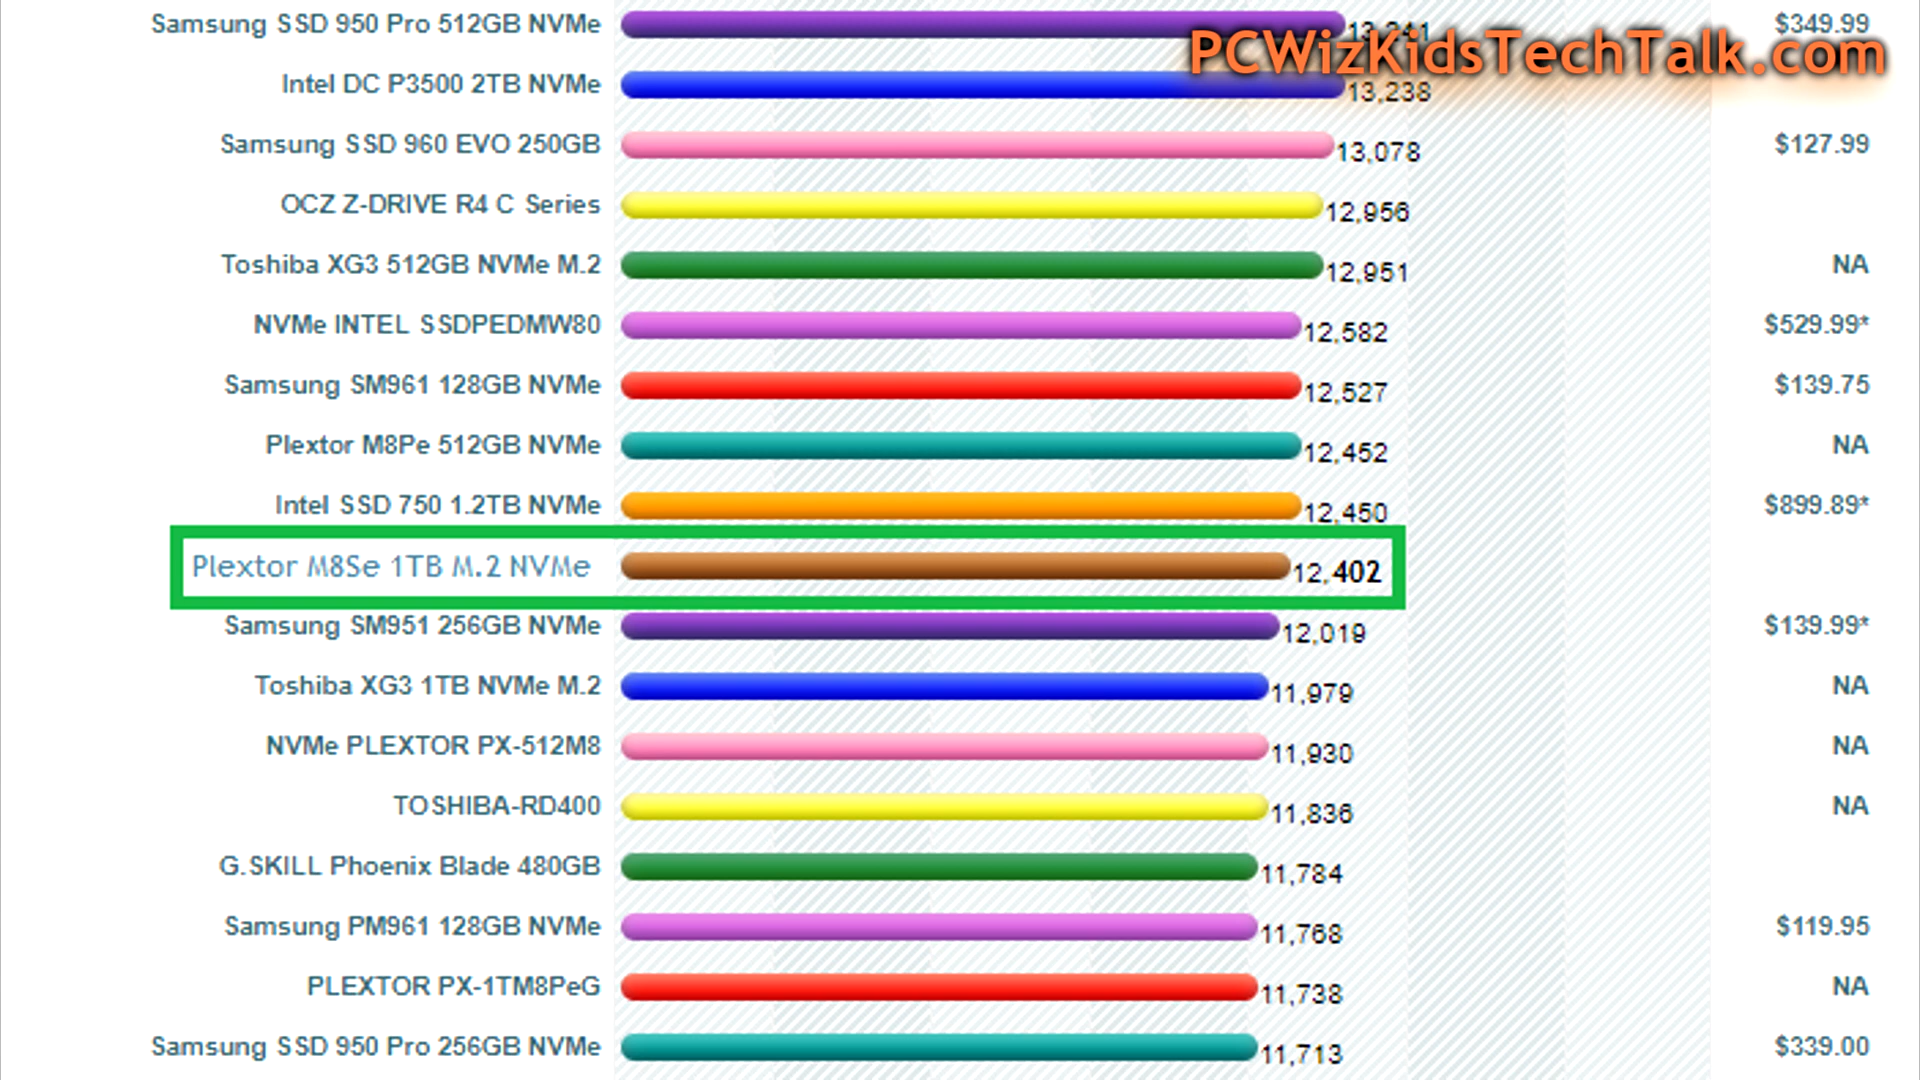 Samsung SSD 950 Pro 512GB NVMe 13,241 $349.99
PCWizKidsTechTalk.com
Intel DC P3500 2TB NVMe 13,238
Samsung SSD 960 EVO 250GB 13,078 $127.99
OCZ Z-DRIVE R4 C Series 12,956
Toshiba XG3 512GB NVMe M.2 12,951 NA
NVMe INTEL SSDPEDMW80 12,582 $529.99*
Samsung SM961 128GB NVMe 12,527 $139.75
Plextor M8Pe 512GB NVMe 12,452 NA
Intel SSD 750 1.2TB NVMe 12,450 $899.89*
Plextor M8Se 1TB M.2 NVMe 12,402
Samsung SM951 256GB NVMe 12,019 $139.99*
Toshiba XG3 1TB NVMe M.2 11,979 NA
NVMe PLEXTOR PX-512M8 11,930 NA
TOSHIBA-RD400 11,836 NA
G.SKILL Phoenix Blade 480GB 11,784
Samsung PM961 128GB NVMe 11,768 $119.95
PLEXTOR PX-1TM8PeG 11,738 NA
Samsung SSD 950 Pro 256GB NVMe 11,713 $339.00